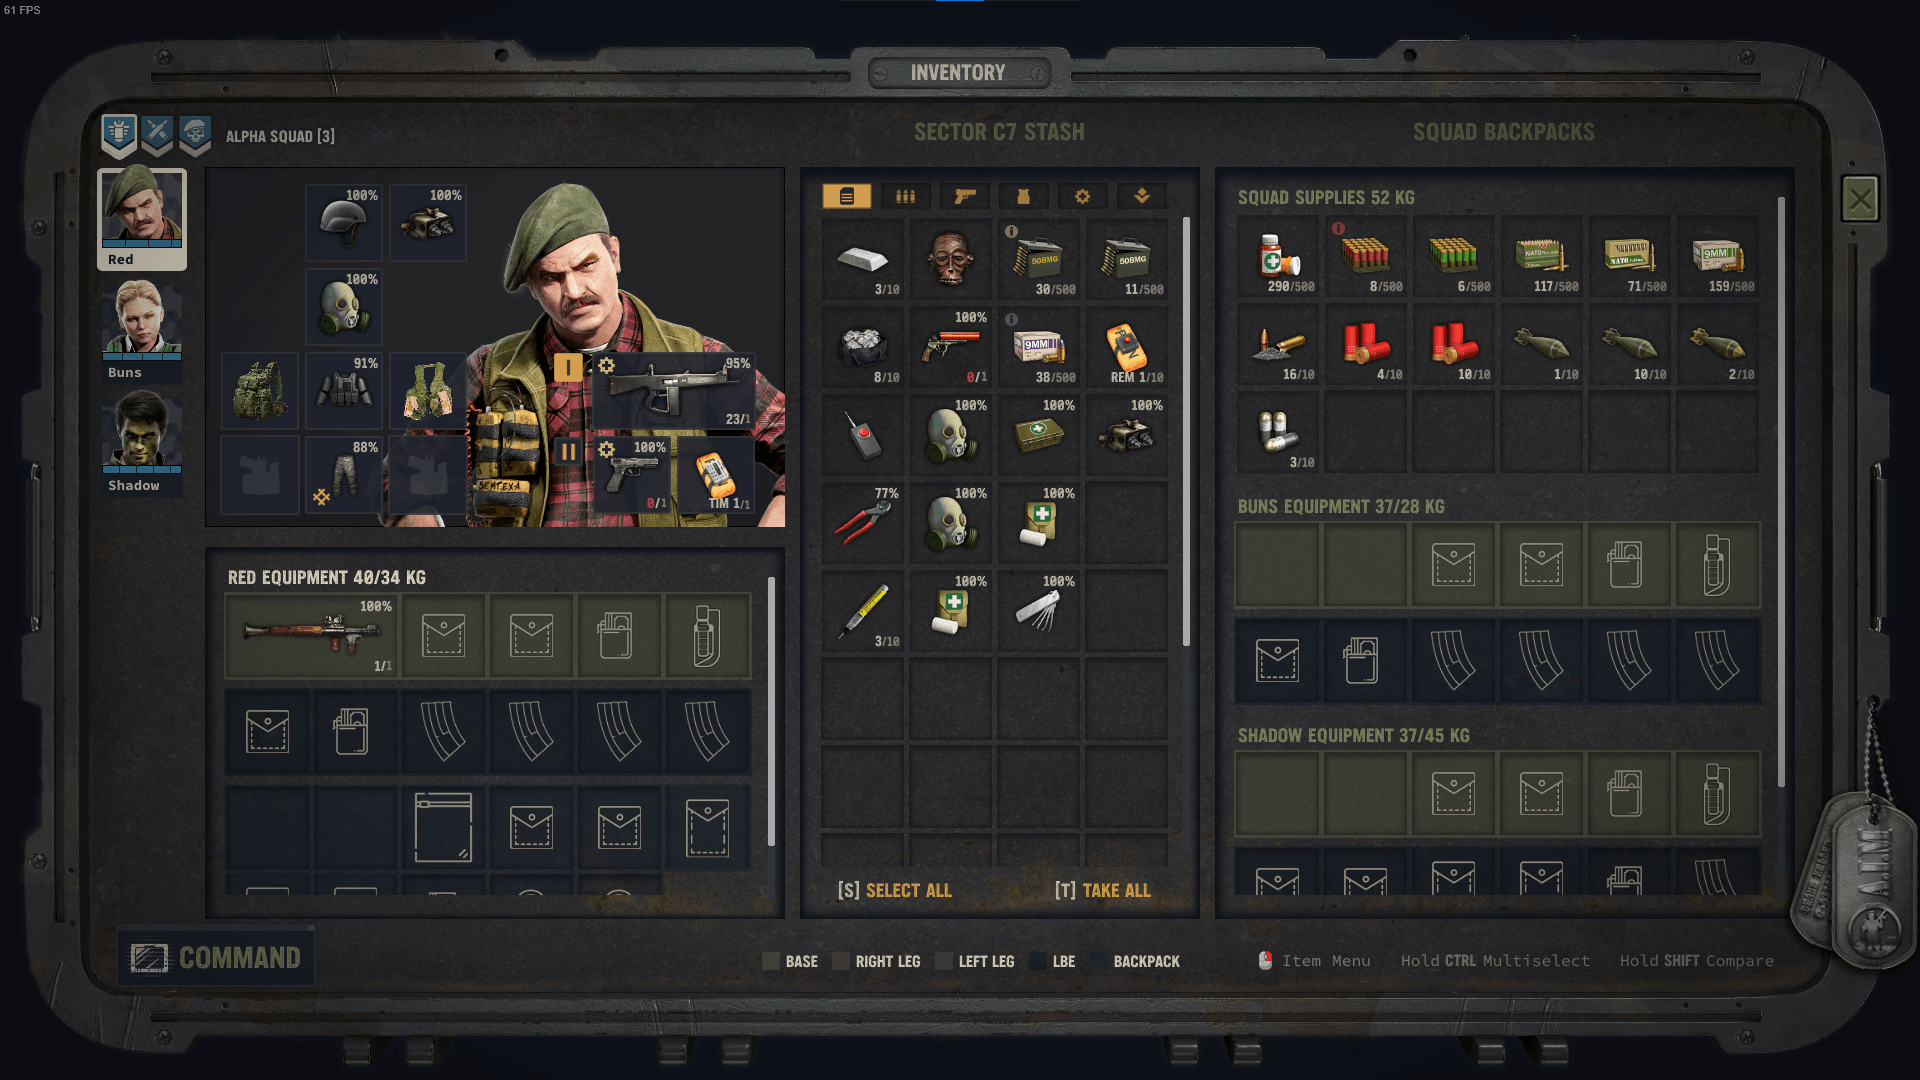 61 FPS
INVENTORY
ALPHA SQUAD [3]
SECTOR C7 STASH
SQUAD BACKPACKS
Red
Buns
Shadow
100%
100%
100%
91%
95%
23/1
88%
100%
0/1
TIM 1/1
SEMTEX
RED EQUIPMENT 40/34 KG
100%
1/1
50BMG
50BMG
3/10
30/500
11/500
100%
9MM
8/10
0/1
38/500
REM 1/10
100%
100%
100%
77%
100%
100%
100%
100%
3/10
[S] SELECT ALL
[T] TAKE ALL
SQUAD SUPPLIES 52 KG
NATO
NATO
9MM
290/500
8/500
6/500
117/500
71/500
159/500
16/10
4/10
10/10
1/10
10/10
2/10
3/10
BUNS EQUIPMENT 37/28 KG
SHADOW EQUIPMENT 37/45 KG
A.I.M.
COMMAND
BASE
RIGHT LEG
LEFT LEG
LBE
BACKPACK
Item Menu
Hold CTRL Multiselect
Hold SHIFT Compare